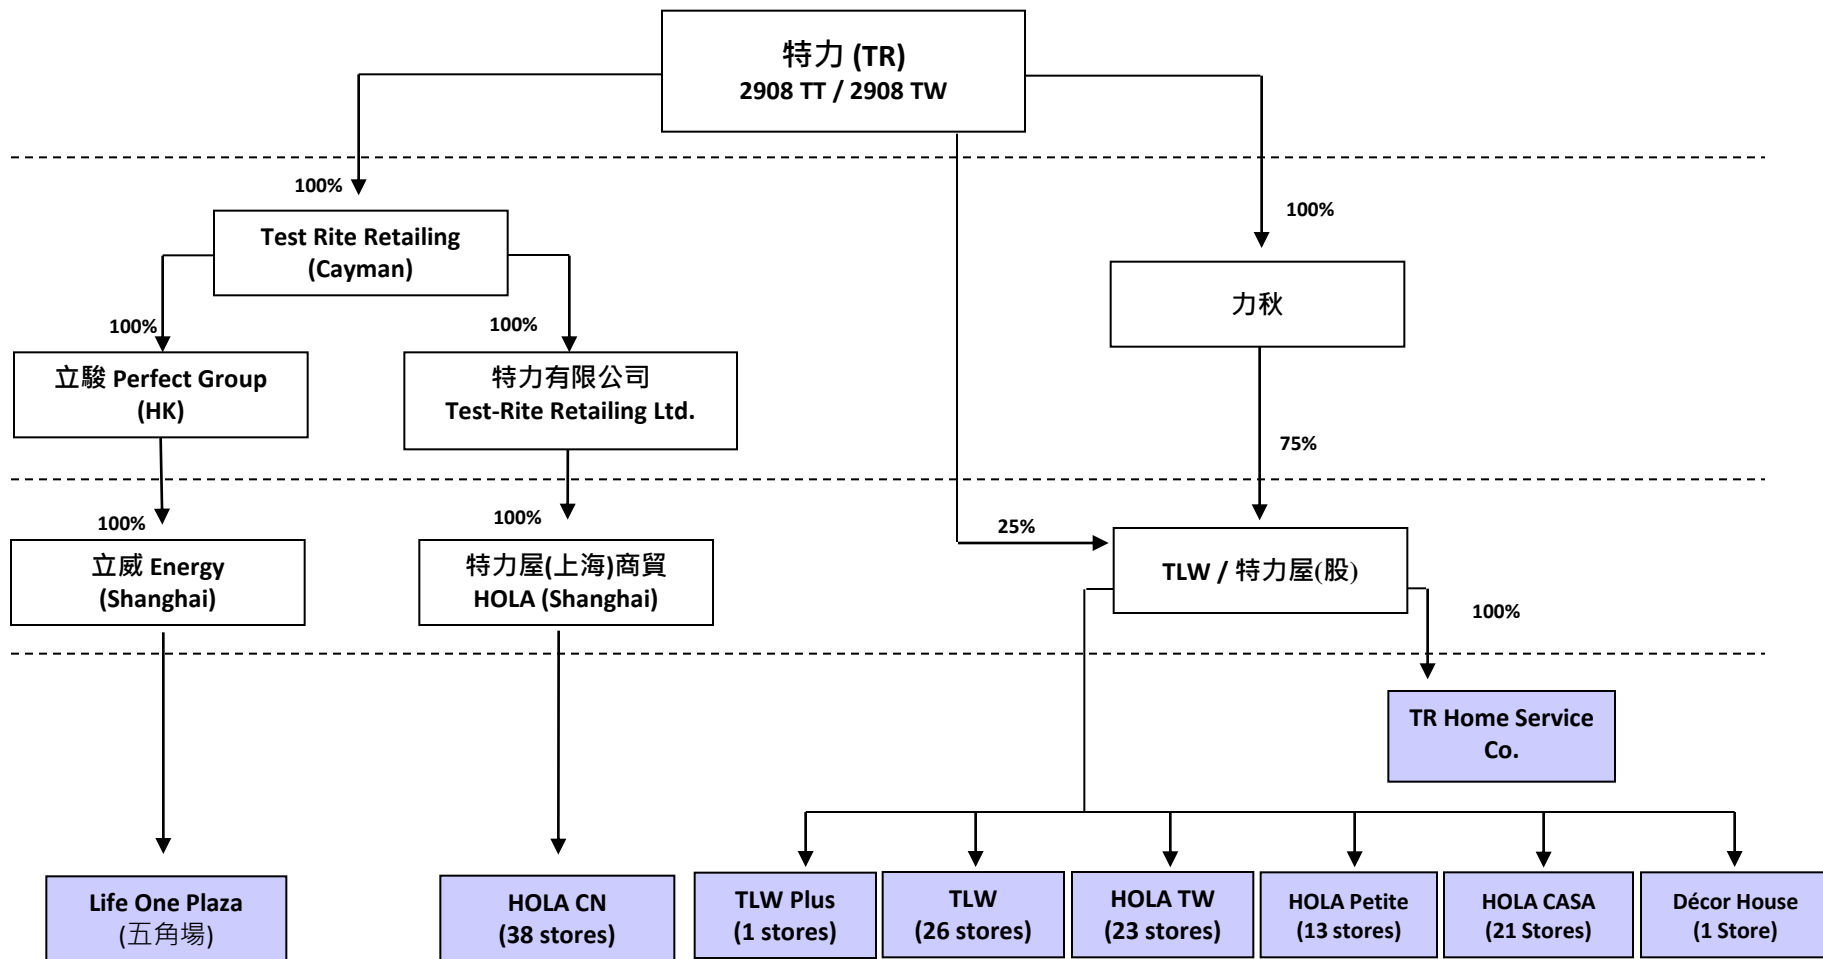 特力 (TR)
2908 TT / 2908 TW
100%
100%
Test Rite Retailing
(Cayman)
力秋
100%
100%
立駿 Perfect Group
(HK)
特力有限公司
Test-Rite Retailing Ltd.
75%
100%
100%
25%
立威 Energy
(Shanghai)
特力屋(上海)商貿
HOLA (Shanghai)
TLW / 特力屋(股)
100%
TR Home Service
Co.
Life One Plaza
(五角場)
HOLA CN
(38 stores)
TLW Plus
(1 stores)
TLW
(26 stores)
HOLA TW
(23 stores)
HOLA Petite
(13 stores)
HOLA CASA
(21 Stores)
Décor House
(1 Store)